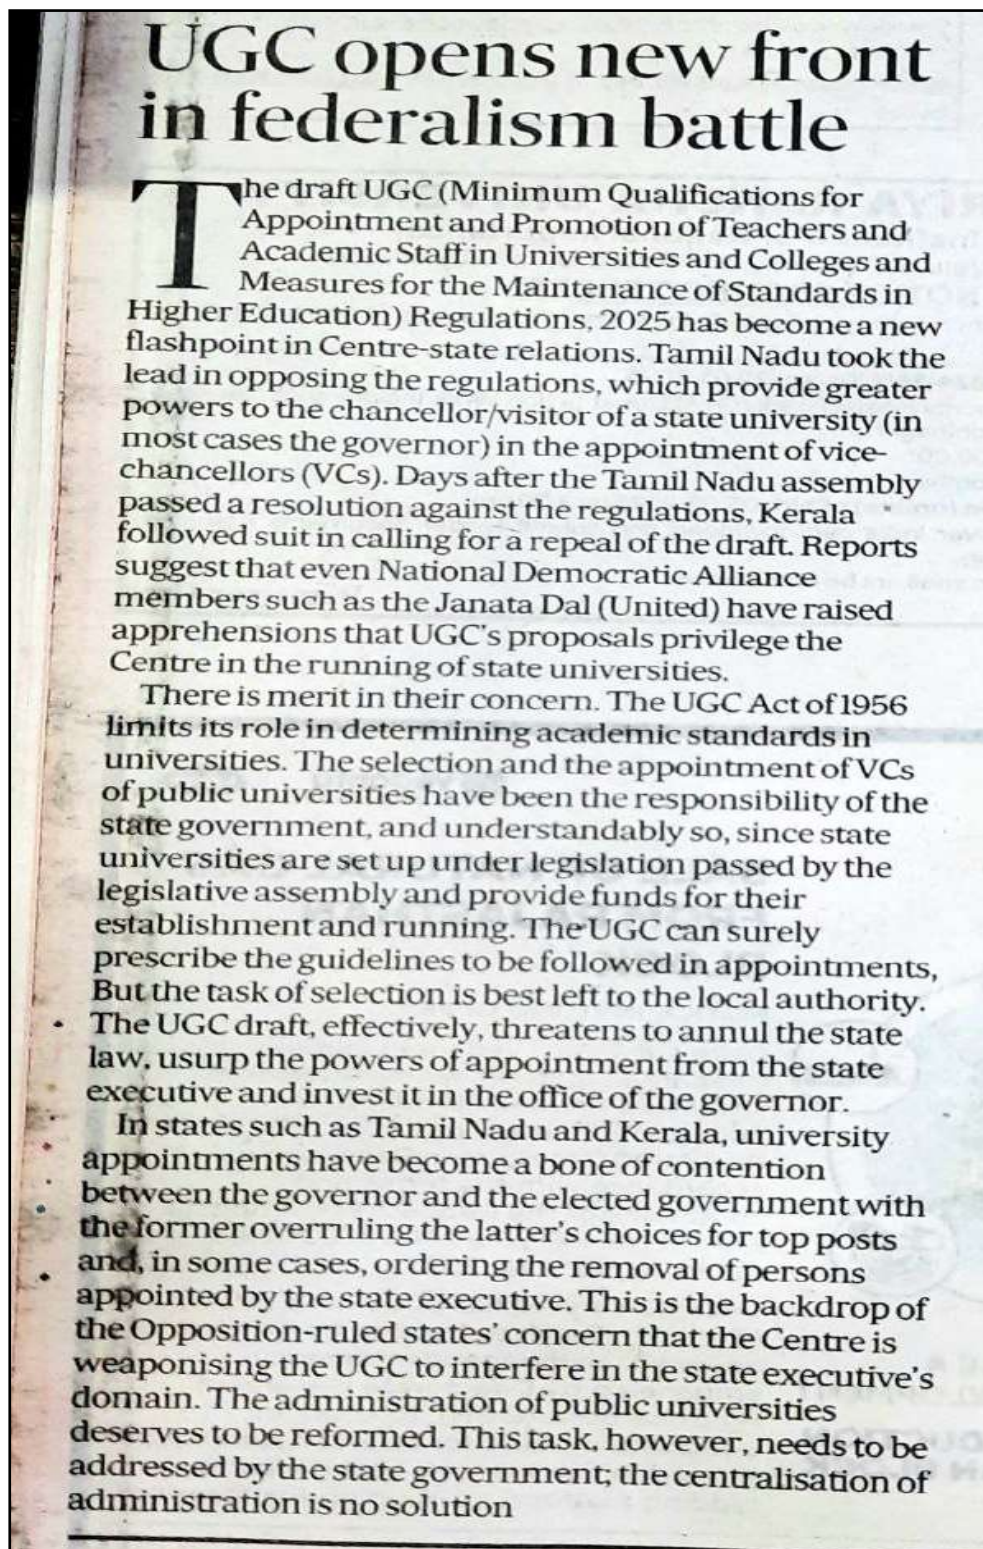 UGC opens new front
in federalism battle
The draft UGC (Minimum Qualifications for
Appointment and Promotion of Teachers and
Academic Staff in Universities and Colleges and
Measures for the Maintenance of Standards in
Higher Education) Regulations, 2025 has become a new
flashpoint in Centre-state relations. Tamil Nadu took the
lead in opposing the regulations, which provide greater
powers to the chancellor/visitor of a state university (in
most cases the governor) in the appointment of vice-
chancellors (VCs). Days after the Tamil Nadu assembly
passed a resolution against the regulations, Kerala
followed suit in calling for a repeal of the draft. Reports
suggest that even National Democratic Alliance
members such as the Janata Dal (United) have raised
apprehensions that UGC's proposals privilege the
Centre in the running of state universities.
There is merit in their concern. The UGC Act of 1956
limits its role in determining academic standards in
universities. The selection and the appointment of VCs
of public universities have been the responsibility of the
state government, and understandably so, since state
universities are set up under legislation passed by the
legislative assembly and provide funds for their
establishment and running. The UGC can surely
prescribe the guidelines to be followed in appointments,
But the task of selection is best left to the local authority.
The UGC draft, effectively, threatens to annul the state
law, usurp the powers of appointment from the state
executive and invest it in the office of the governor.
In states such as Tamil Nadu and Kerala, university
appointments have become a bone of contention
between the governor and the elected government with
the former overruling the latter's choices for top posts
and, in some cases, ordering the removal of persons
appointed by the state executive. This is the backdrop of
the Opposition-ruled states' concern that the Centre is
weaponising the UGC to interfere in the state executive's
domain. The administration of public universities
deserves to be reformed. This task, however, needs to be
addressed by the state government; the centralisation of
administration is no solution